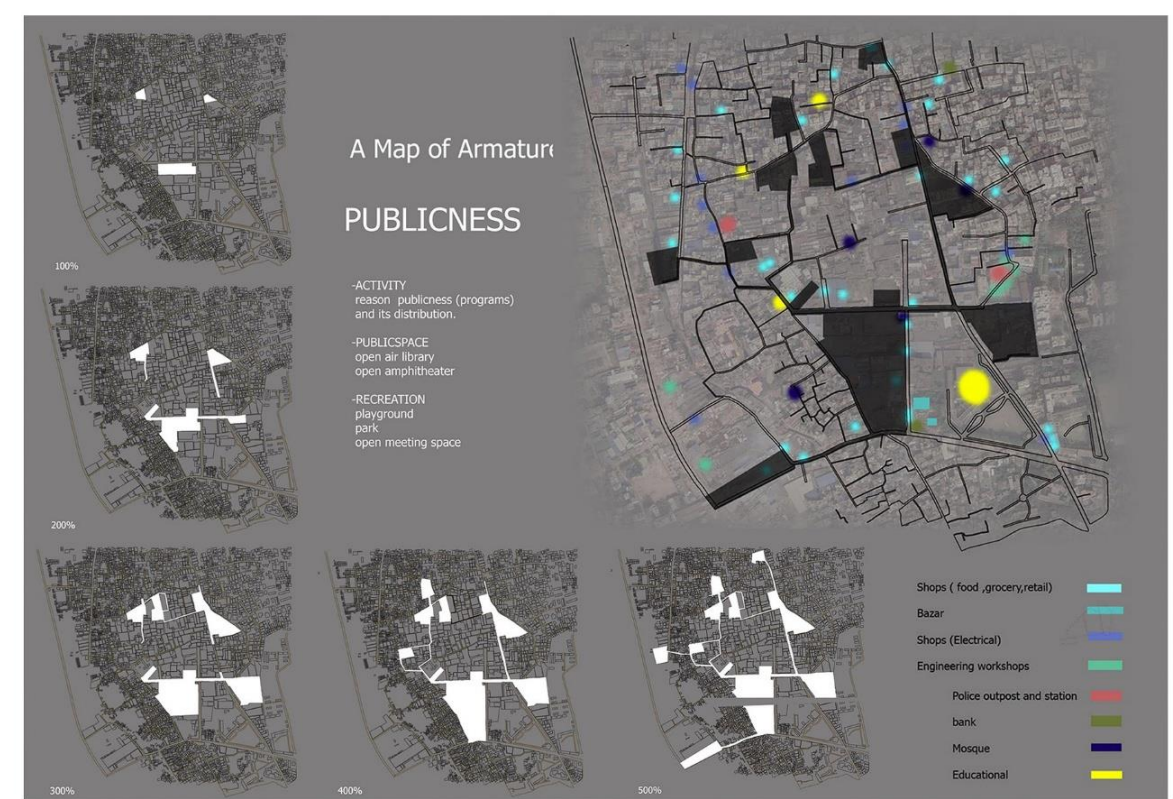 A Map of Armature
PUBLICNESS
-ACTIVITY
reason publicness (programs)
and its distribution.
-PUBLICSPACE
open air library
open amphitheater
-RECREATION
playground
park
open meeting space
100%
200%
300%
400%
500%
Shops ( food ,grocery,retail)
Bazar
Shops (Electrical)
Engineering workshops
Police outpost and station
bank
Mosque
Educational